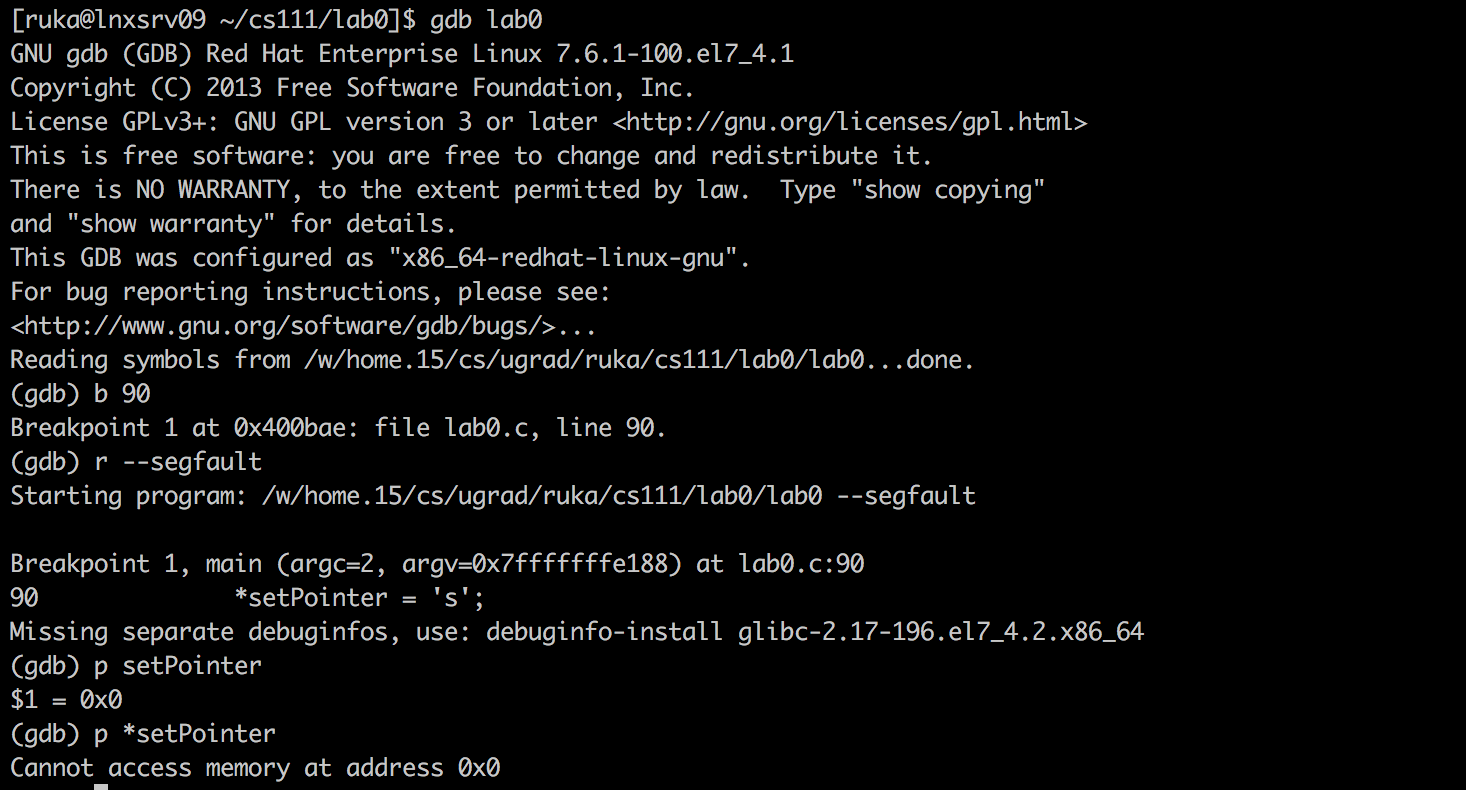 [ruka@lnxsrv09 ~/cs111/lab0]$ gdb lab0
GNU gdb (GDB) Red Hat Enterprise Linux 7.6.1-100.el7_4.1
Copyright (C) 2013 Free Software Foundation, Inc.
License GPLv3+: GNU GPL version 3 or later <http://gnu.org/licenses/gpl.html>
This is free software: you are free to change and redistribute it.
There is NO WARRANTY, to the extent permitted by law.  Type "show copying"
and "show warranty" for details.
This GDB was configured as "x86_64-redhat-linux-gnu".
For bug reporting instructions, please see:
<http://www.gnu.org/software/gdb/bugs/>...
Reading symbols from /w/home.15/cs/ugrad/ruka/cs111/lab0/lab0...done.
(gdb) b 90
Breakpoint 1 at 0x400bae: file lab0.c, line 90.
(gdb) r --segfault
Starting program: /w/home.15/cs/ugrad/ruka/cs111/lab0/lab0 --segfault

Breakpoint 1, main (argc=2, argv=0x7fffffffe188) at lab0.c:90
90              *setPointer = 's';
Missing separate debuginfos, use: debuginfo-install glibc-2.17-196.el7_4.2.x86_64
(gdb) p setPointer
$1 = 0x0
(gdb) p *setPointer
Cannot access memory at address 0x0